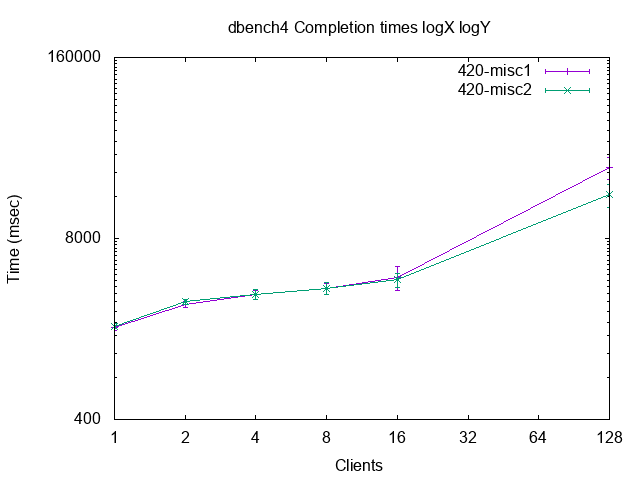 dbench4 Completion times logX logY
160000
420-misc1
420-misc2
Time (msec)
8000
400
1 2 4 8 16 32 64 128
Clients